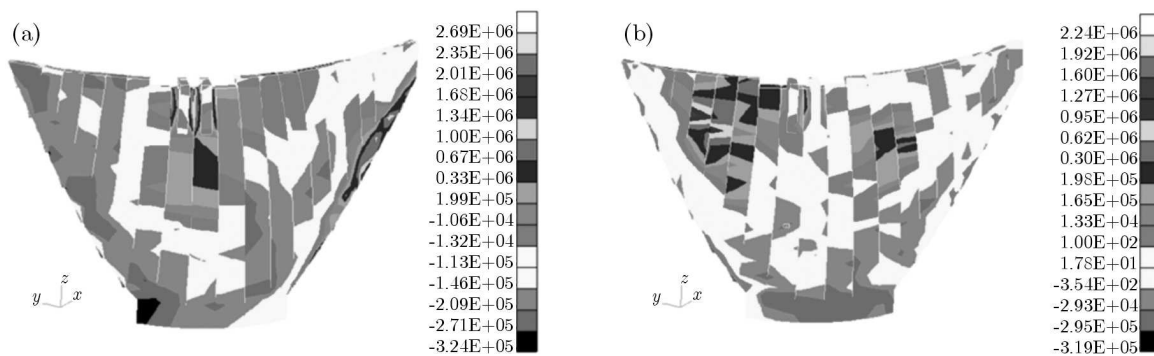 (a)
2.69E+06
2.35E+06
2.01E+06
1.68E+06
1.34E+06
1.00E+06
0.67E+06
0.33E+06
1.99E+05
-1.06E+04
-1.32E+04
-1.13E+05
-1.46E+05
-2.09E+05
-2.71E+05
-3.24E+05
z
y
x
(b)
2.24E+06
1.92E+06
1.60E+06
1.27E+06
0.95E+06
0.62E+06
0.30E+06
1.98E+05
1.65E+05
1.33E+04
1.00E+02
1.78E+01
-3.54E+02
-2.93E+04
-2.95E+05
-3.19E+05
z
y
x